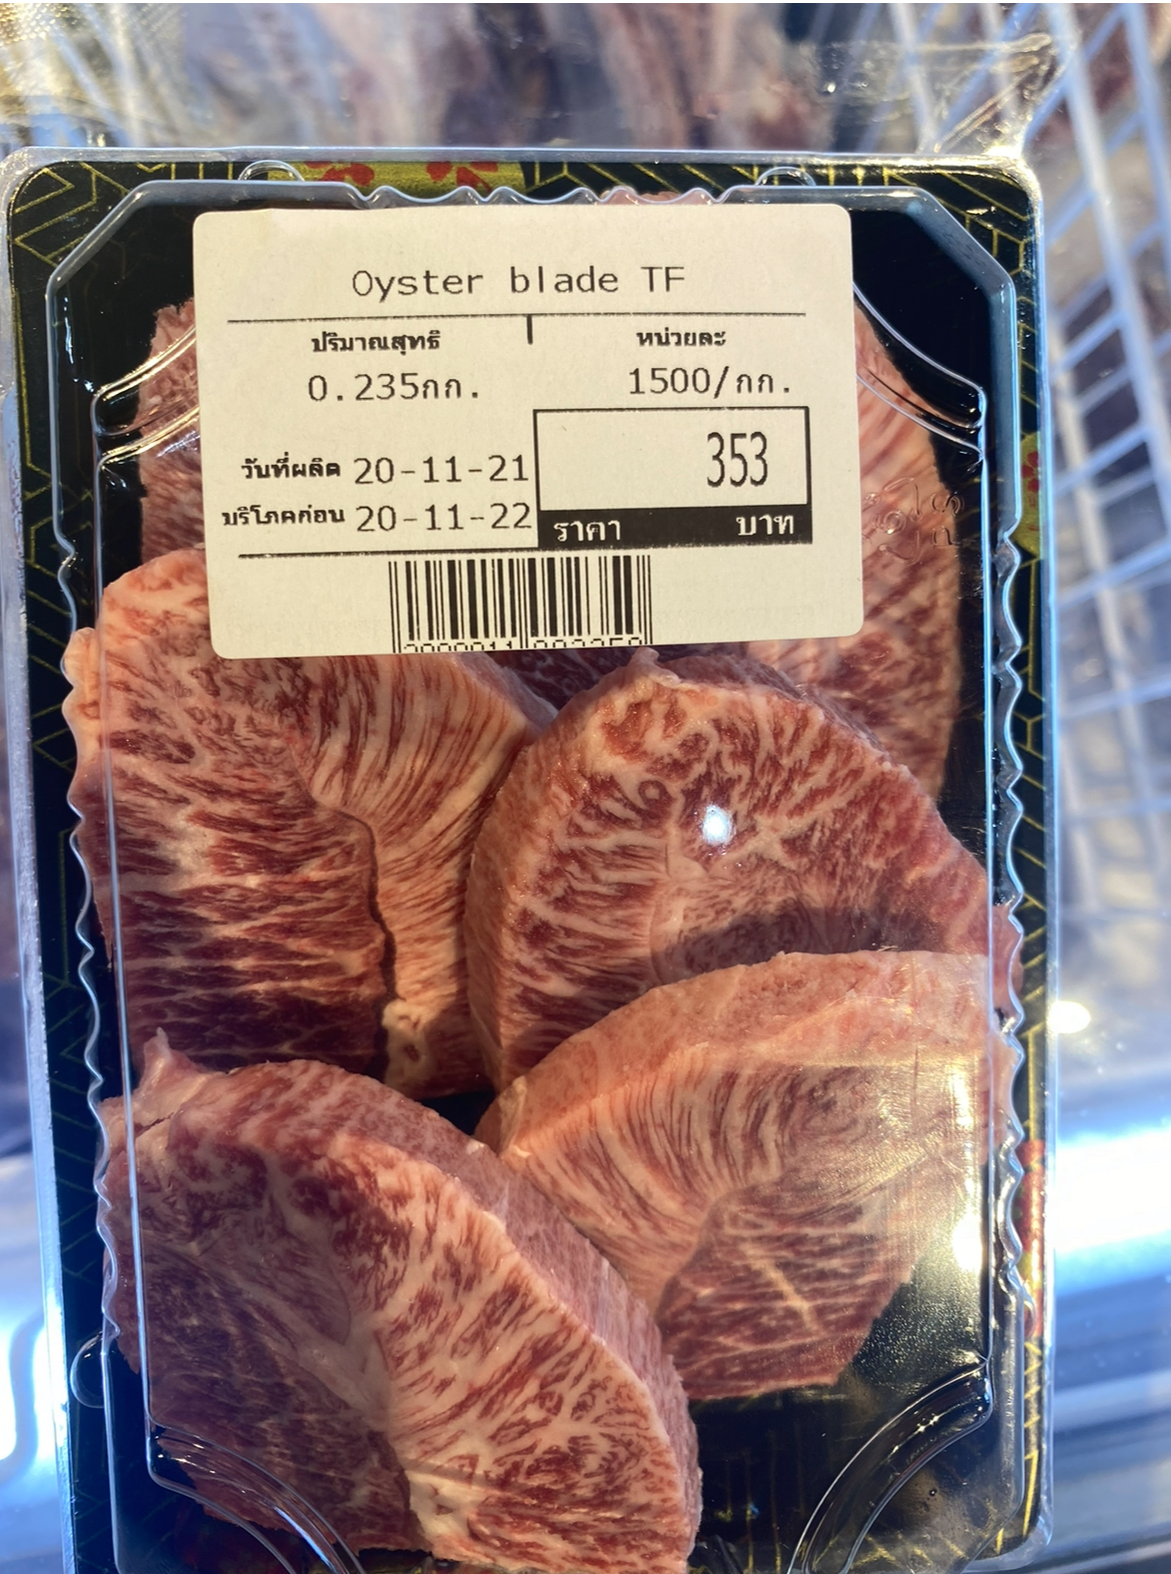 Oyster blade TF
ปริมาณสุทธิ หน่วยละ
0.235กก. 1500/กก.
353
วันที่ผลิต 20-11-21
บริโภคก่อน 20-11-22
ราคา บาท